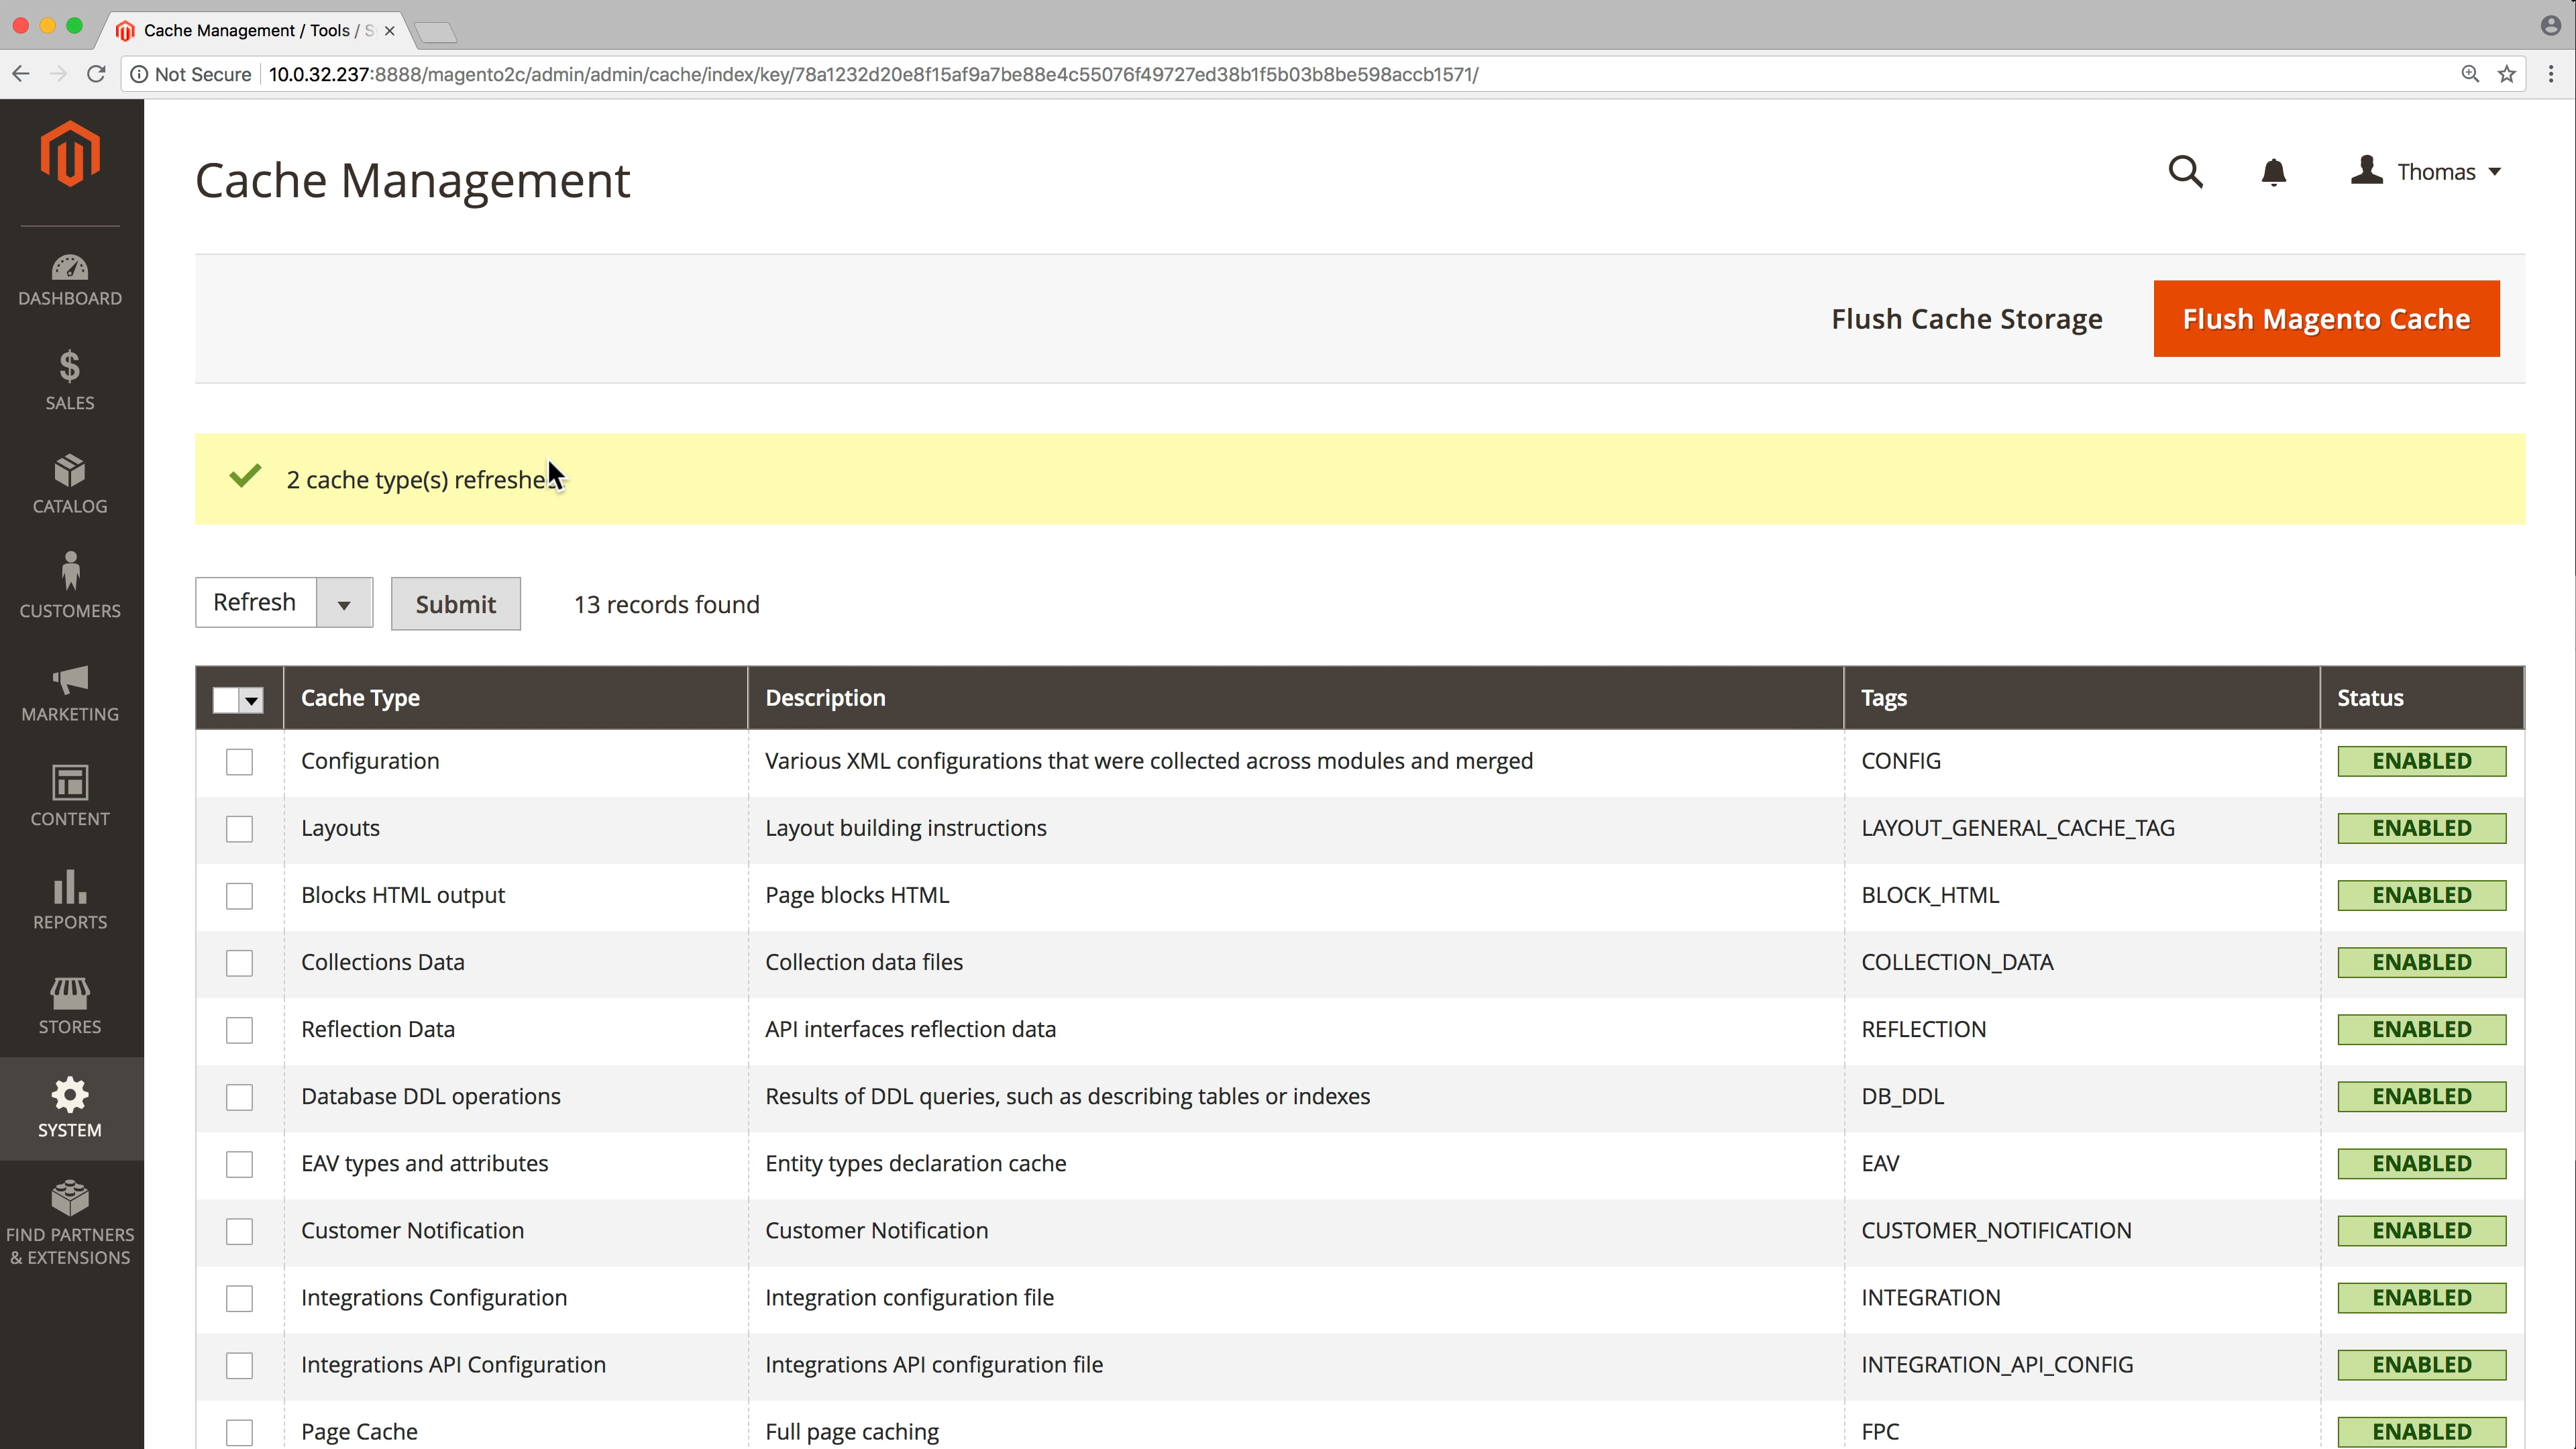 Cache Management / Tools / S
Not Secure 10.0.32.237:8888/magento2c/admin/admin/cache/index/key/78a1232d20e8f15af9a7be88e4c55076f49727ed38b1f5b03b8be598accb1571/
Cache Management
Thomas
DASHBOARD
SALES
CATALOG
CUSTOMERS
MARKETING
CONTENT
REPORTS
STORES
SYSTEM
FIND PARTNERS
& EXTENSIONS
Flush Cache Storage Flush Magento Cache
2 cache type(s) refreshe
Refresh Submit 13 records found
Cache Type Description Tags Status
Configuration Various XML configurations that were collected across modules and merged CONFIG ENABLED
Layouts Layout building instructions LAYOUT_GENERAL_CACHE_TAG ENABLED
Blocks HTML output Page blocks HTML BLOCK_HTML ENABLED
Collections Data Collection data files COLLECTION_DATA ENABLED
Reflection Data API interfaces reflection data REFLECTION ENABLED
Database DDL operations Results of DDL queries, such as describing tables or indexes DB_DDL ENABLED
EAV types and attributes Entity types declaration cache EAV ENABLED
Customer Notification Customer Notification CUSTOMER_NOTIFICATION ENABLED
Integrations Configuration Integration configuration file INTEGRATION ENABLED
Integrations API Configuration Integrations API configuration file INTEGRATION_API_CONFIG ENABLED
Page Cache Full page caching FPC ENABLED